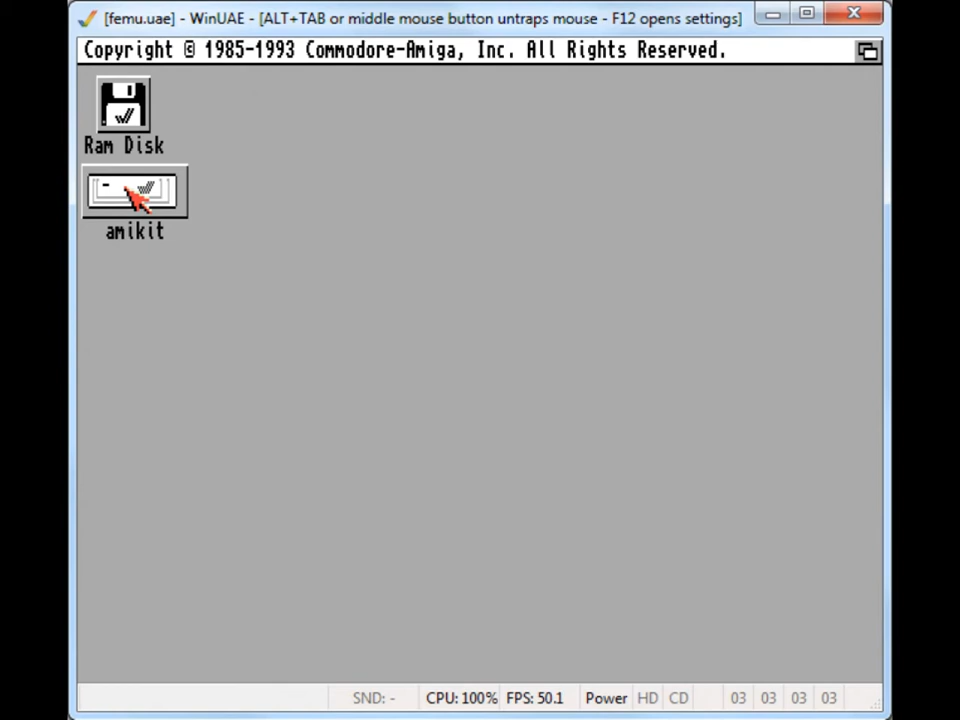 [femu.uae] - WinUAE - [ALT+TAB or middle mouse button untraps mouse - F12 opens settings]
Copyright © 1985-1993 Commodore-Amiga, Inc. All Rights Reserved.
Ram Disk
amikit
SND: - CPU: 100% FPS: 50.1 Power HD CD 03 03 03 03